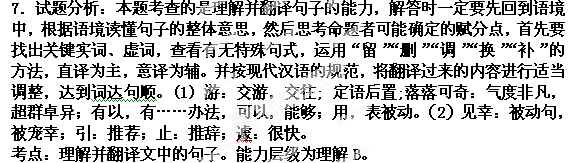 7．试题分析：本题考查的是理解并翻译句子的能力，解答时一定要先回到语境
中，根据语境读懂句子的整体意思，然后思考命题者可能确定的赋分点，首先要
找出关键实词、虚词，查看有无特殊句式，运用“留”“删”“调”“换”“补”的
方法，直译为主，意译为辅。并按现代汉语的规范，将翻译过来的内容进行适当
调整，达到词达句顺。（1）游：交游，交往；定语后置;落落可奇：气度非凡，
超群卓异；有以，有……办法，可以，能够；用，表被动。（2）见幸：被动句，
被宠幸；引：推荐；止：推辞；遽：很快。
考点：理解并翻译文中的句子。能力层级为理解 B。